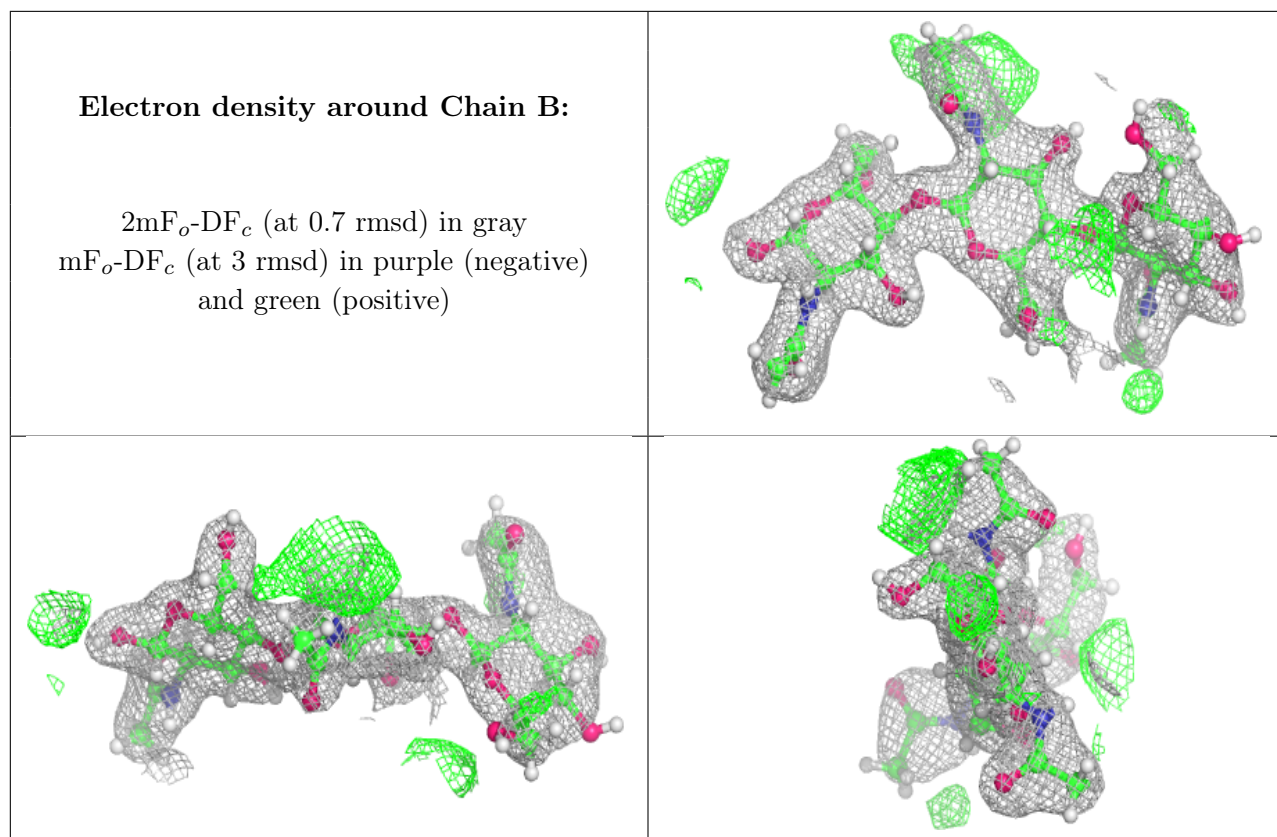 Electron density around Chain B:
2mFₒ-DF𝒸 (at 0.7 rmsd) in gray
mFₒ-DF𝒸 (at 3 rmsd) in purple (negative)
and green (positive)